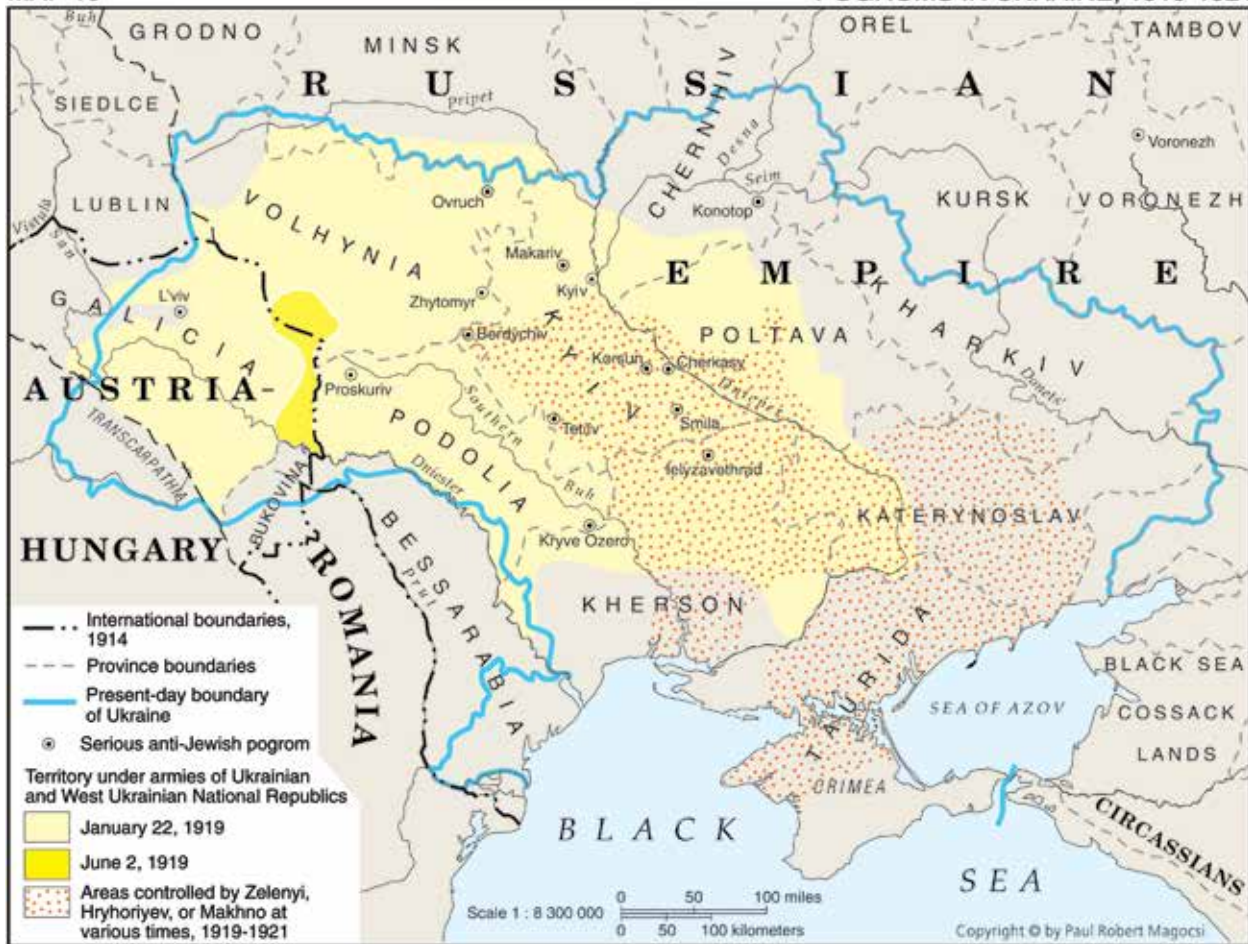 Buh
GRODNO
MINSK
OREL
TAMBOV
RUSSIAN
SIEDLCE
Pripet
CHERNIHIV
Desna
Voronezh
Seim
LUBLIN
VOLHYNIA
Ovruch
Konotop
KURSK
VORONEZH
Vistula
San
Makariv
EMPIRE
Kyiv
GALICIA
L'viv
Zhytomyr
KHARKIV
KYIV
Berdychiv
POLTAVA
Korsun
Cherkasy
AUSTRIA-
Proskuriv
Dnieper
Donets'
Southern
Buh
Tetiiv
Smila
TRANSCARPATHIA
PODOLIA
Ielyzavethrad
Dniester
BUKOVINA
KATERYNOSLAV
HUNGARY
Kryve Ozero
?
ROMANIA
BESSARABIA
Prut
KHERSON
TAURIDA
BLACK SEA
COSSACK
LANDS
SEA OF AZOV
CRIMEA
CIRCASSIANS
BLACK
SEA
International boundaries,
1914
Province boundaries
Present-day boundary
of Ukraine
Serious anti-Jewish pogrom
Territory under armies of Ukrainian
and West Ukrainian National Republics
January 22, 1919
June 2, 1919
Areas controlled by Zelenyi,
Hryhoriyev, or Makhno at
various times, 1919-1921
0 50 100 miles
Scale 1 : 8 300 000
0 50 100 kilometers
Copyright © by Paul Robert Magocsi